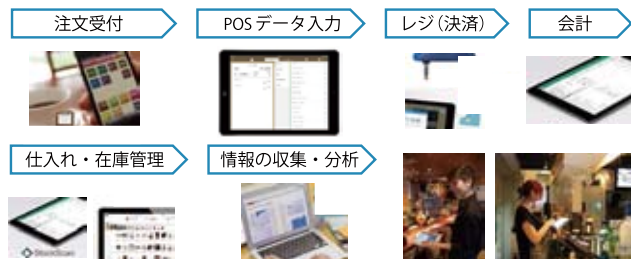 注文受付
POSデータ入力
レジ（決済）
会計
仕入れ・在庫管理
情報の収集・分析
StockScan